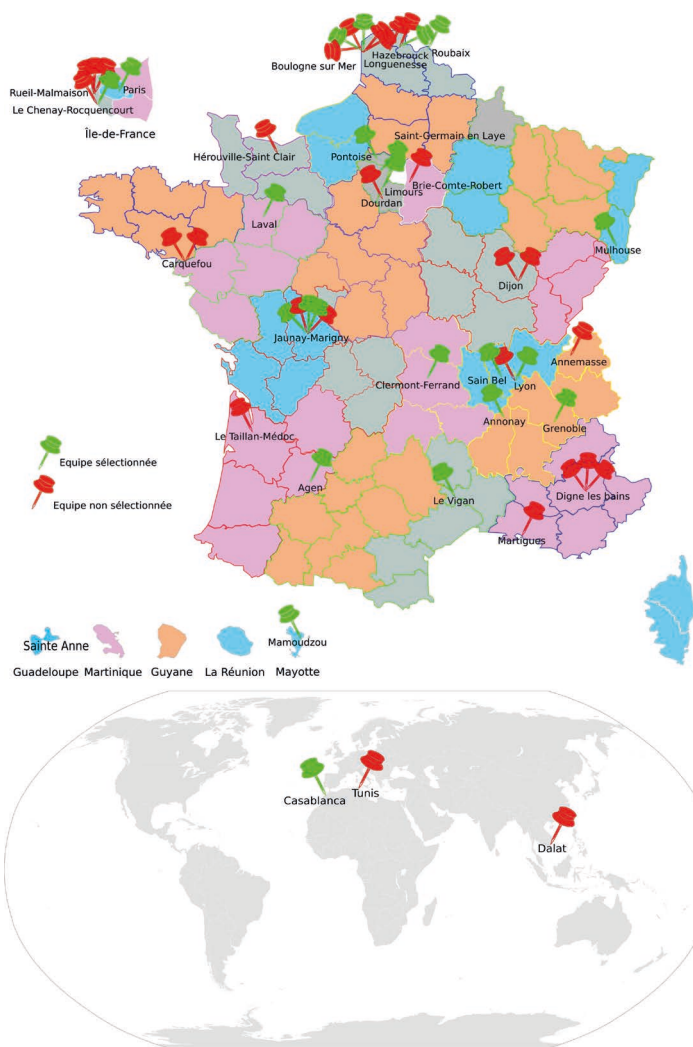 Hazebrouck
Roubaix
Boulogne sur Mer
Longuenesse
Rueil-Malmaison
Paris
Le Chenay-Rocquencourt
Île-de-France
Saint-Germain en Laye
Hérouville-Saint Clair
Pontoise
Brie-Comte-Robert
Limours
Dourdan
Laval
Mulhouse
Carquefou
Dijon
Jaunay-Marigny
Annemasse
Clermont-Ferrand
Sain Bel
Lyon
Annonay
Grenoble
Le Taillan-Médoc
Equipe sélectionnée
Agen
Le Vigan
Digne les bains
Equipe non sélectionnée
Martigues
Sainte Anne
Mamoudzou
Guadeloupe
Martinique
Guyane
La Réunion
Mayotte
Casablanca
Tunis
Dalat